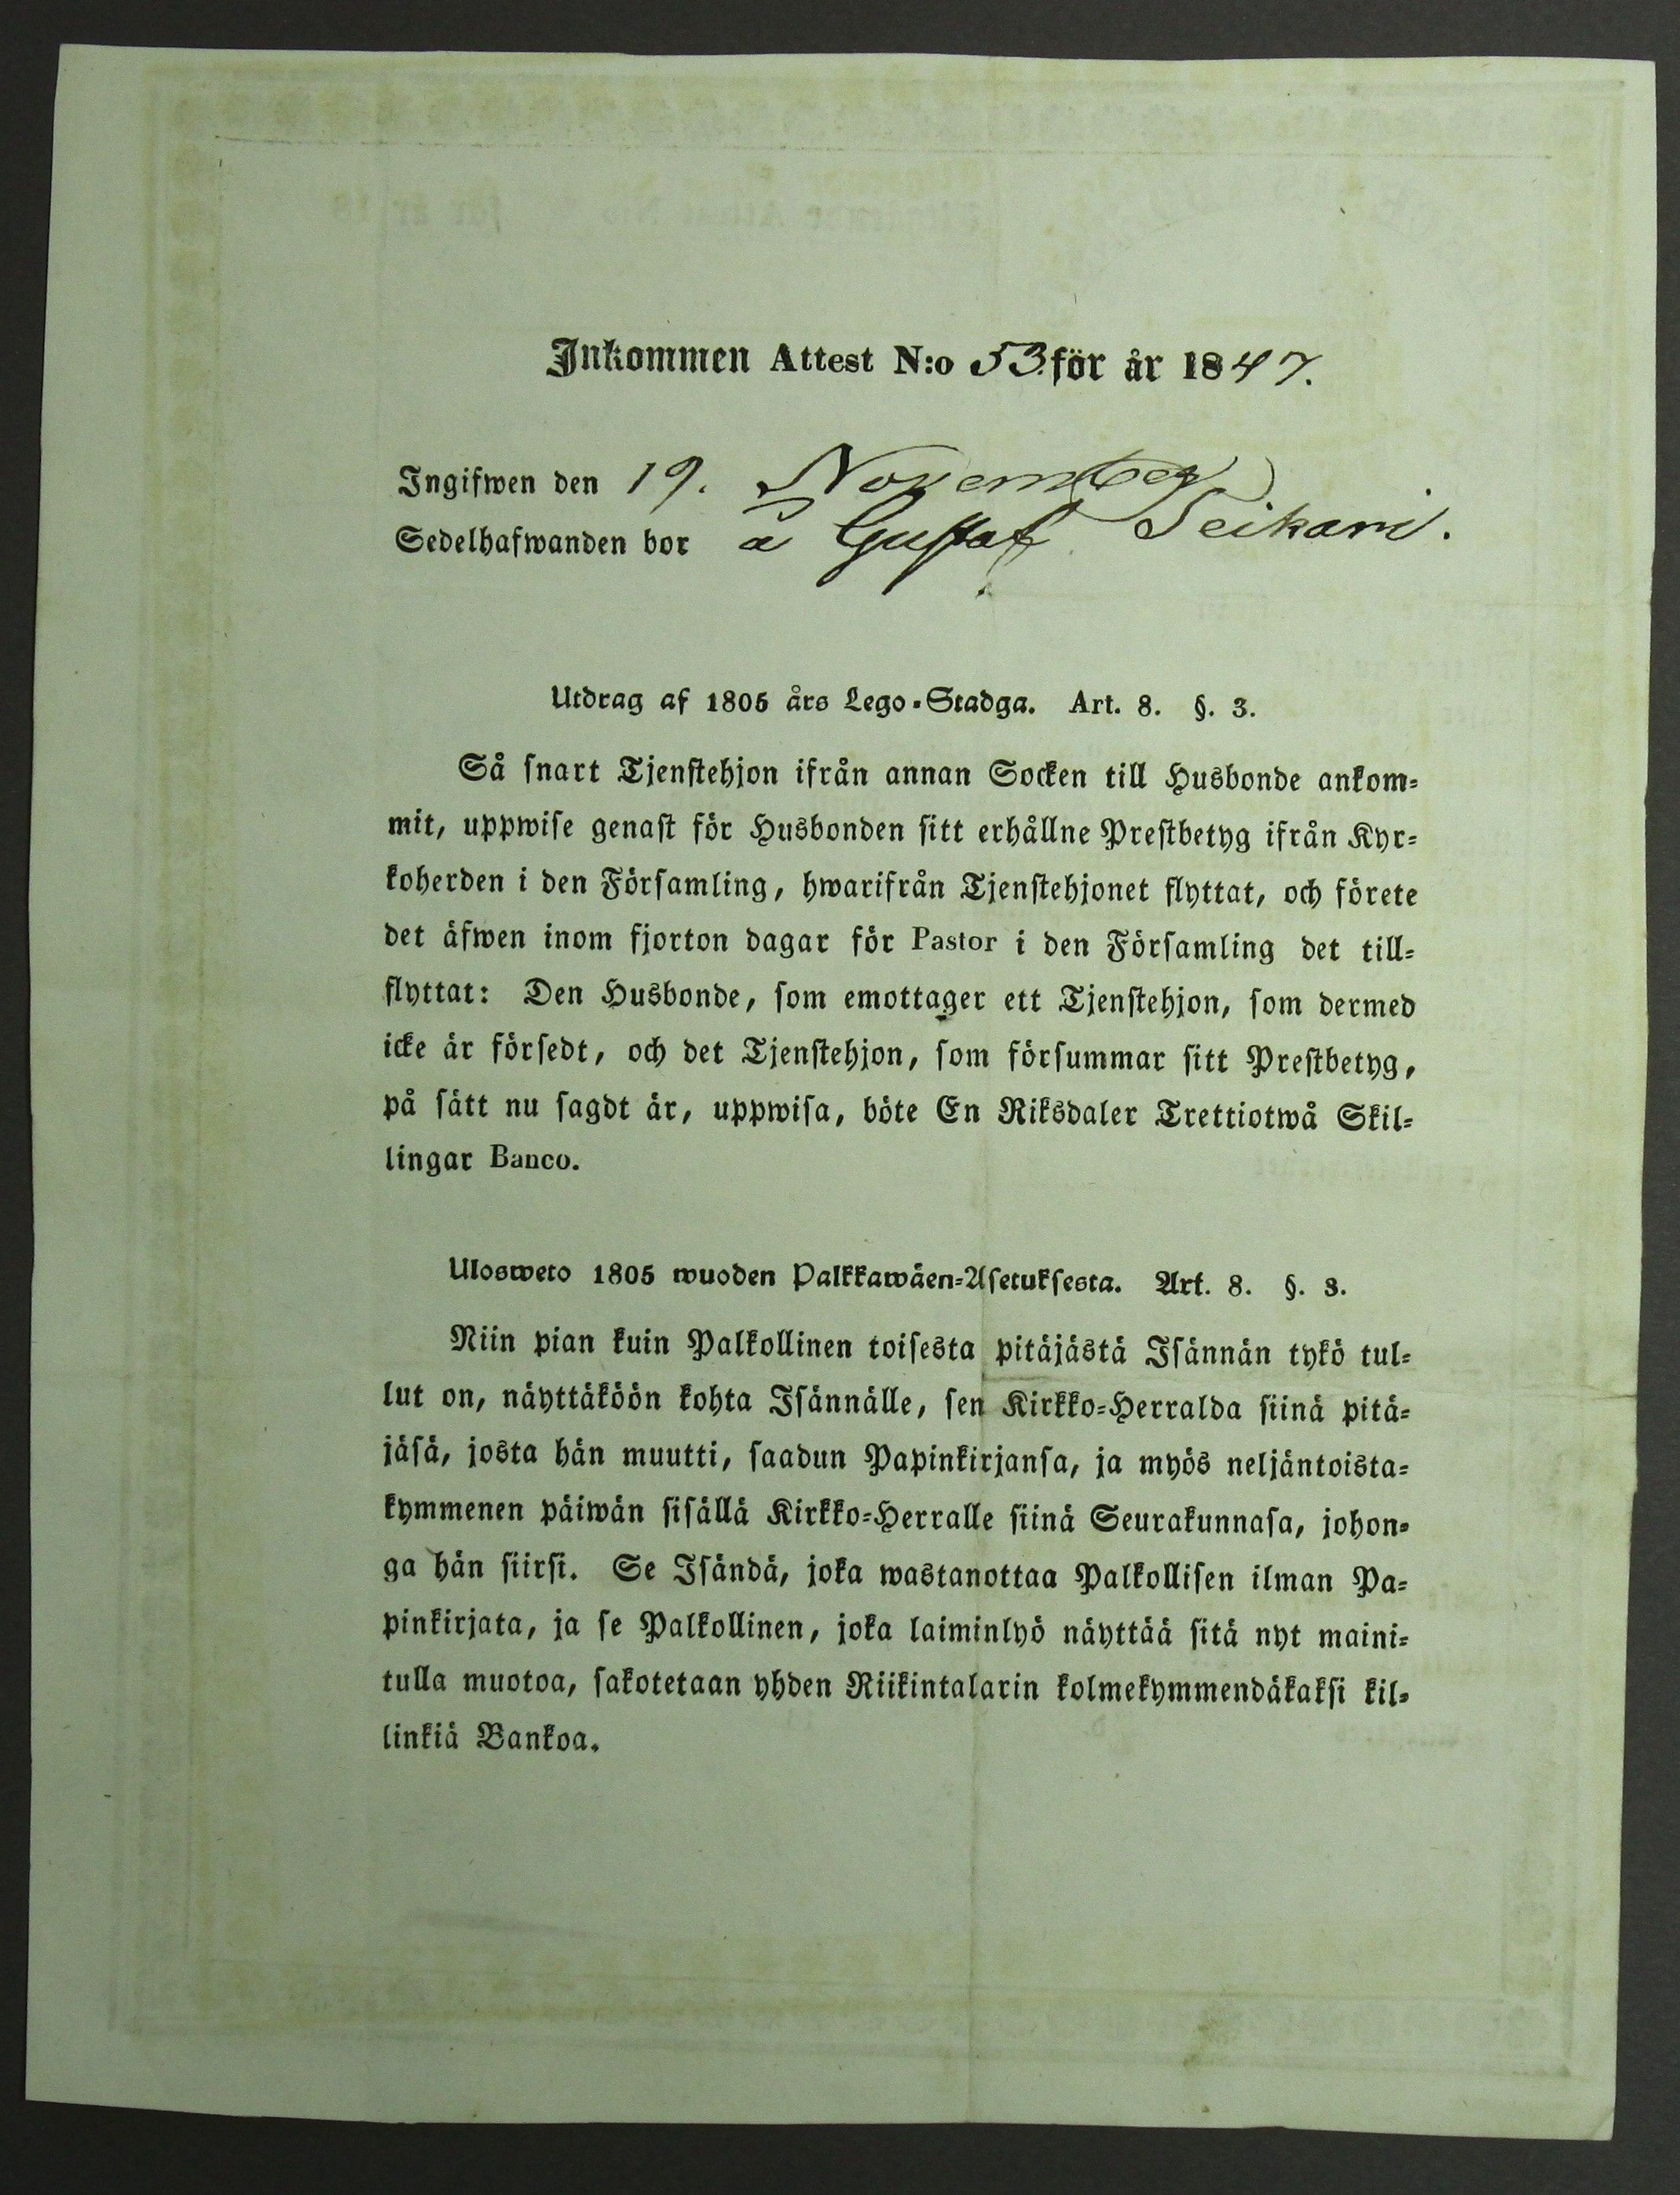 Inkommen Attest N:o 53. för år 1847.
Ingifwen den 19. November
Sedelhafwanden bor å Gustaf Seikari.
Utdrag af 1805 års Lego-Stadga. Art. 8. §. 3.
Så snart Tjenstehjon ifrån annan Socken till Husbonde ankom-
mit, uppwise genast för Husbonden sitt erhållne Prestbetyg ifrån Kyr-
koherden i den Församling, hwarifrån Tjenstehjonet flyttat, och förete
det äfwen inom fjorton dagar för Pastor i den Församling det till-
flyttat: Den Husbonde, som emottager ett Tjenstehjon, som dermed
icke är försedt, och det Tjenstehjon, som försummar sitt Prestbetyg,
på sätt nu sagdt är, uppwisa, böte En Riksdaler Trettiotwå Skil-
lingar Banco.
Ulosweto 1805 wuoden Palkkawäen-Asetuksesta. Art. 8. §. 3.
Niin pian kuin Palkollinen toisesta pitäjästä Isännän tykö tul-
lut on, näyttäköön kohta Isännälle, sen Kirkko-Herralda siinä pitä-
jäsä, josta hän muutti, saadun Papinkirjansa, ja myös neljäntoista-
kymmenen päiwän sisällä Kirkko-Herralle siinä Seurakunnasa, johon-
ga hän siirsi. Se Isändä, joka wastanottaa Palkollisen ilman Pa-
pinkirjata, ja se Palkollinen, joka laiminlyö näyttää sitä nyt maini-
tulla muotoa, sakotetaan yhden Riikintalarin kolmekymmendäkaksi kil-
linkiä Bankoa.